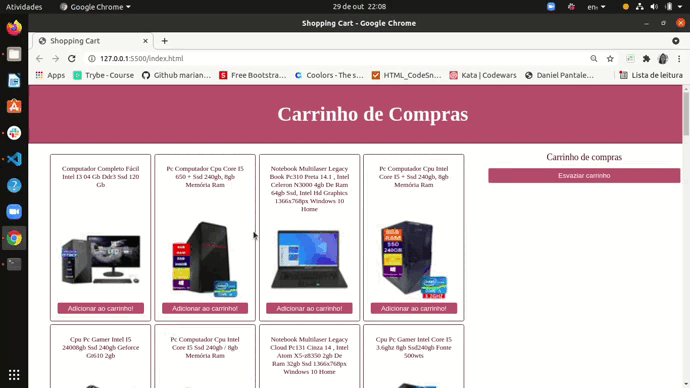 Atividades
Google Chrome
29 de out 22:08
en₁
Shopping Cart - Google Chrome
Shopping Cart
127.0.0.1:5500/index.html
Apps
Trybe - Course
Github marian...
Free Bootstra...
Coolors - The s...
HTML_CodeSn...
Kata | Codewars
Daniel Pantale...
Lista de leitura
Carrinho de Compras
Computador Completo Fácil
Intel I3 04 Gb Ddr3 Ssd 120
Gb
Adicionar ao carrinho!
Pc Computador Cpu Core I5
650 + Ssd 240gb, 8gb
Memória Ram
Adicionar ao carrinho!
Notebook Multilaser Legacy
Book Pc310 Preta 14.1 , Intel
Celeron N3000 4gb De Ram
64gb Ssd, Intel Hd Graphics
1366x768px Windows 10
Home
Adicionar ao carrinho!
Pc Computador Cpu Intel
Core I5 + Ssd 240gb, 8gb
Memória Ram
Adicionar ao carrinho!
Carrinho de compras
Esvaziar carrinho
Cpu Pc Gamer Intel I5
24008gb Ssd 240gb Geforce
Gt610 2gb
Pc Computador Cpu Intel
Core I5 Ssd 240gb / 8gb
Memória Ram
Notebook Multilaser Legacy
Cloud Pc131 Cinza 14 , Intel
Atom X5-z8350 2gb De
Ram 32gb Ssd 1366x768px
Windows 10 Home
Cpu Pc Gamer Intel Core I5
3.6ghz 8gb Ssd240gb Fonte
500wts